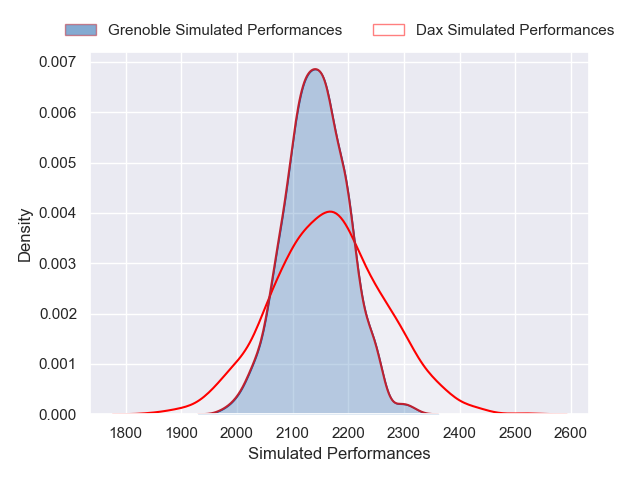 Grenoble Simulated Performances Dax Simulated Performances
0.007
0.006
0.005
0.004
0.003
0.002
0.001
0.000
Density
1800 1900 2000 2100 2200 2300 2400 2500 2600
Simulated Performances